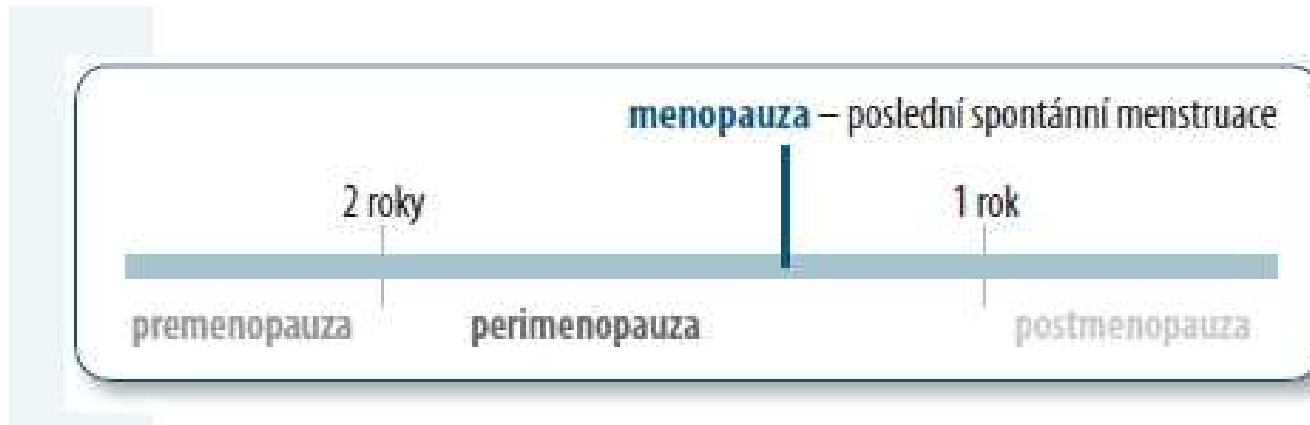 menopauza – poslední spontánní menstruace
2 roky 1 rok
premenopauza perimenopauza postmenopauza